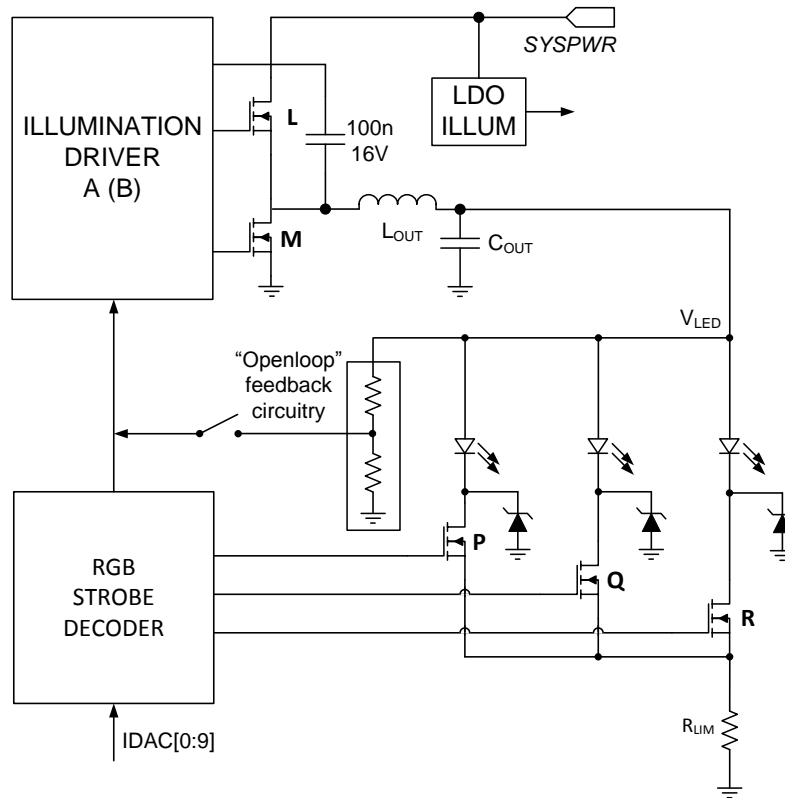 SYSPWR
ILLUMINATION
DRIVER
A (B)
L
100n
16V
LDO
ILLUM
M
LOUT
COUT
VLED
“Openloop”
feedback
circuitry
P
Q
R
RGB
STROBE
DECODER
RLIM
IDAC[0:9]